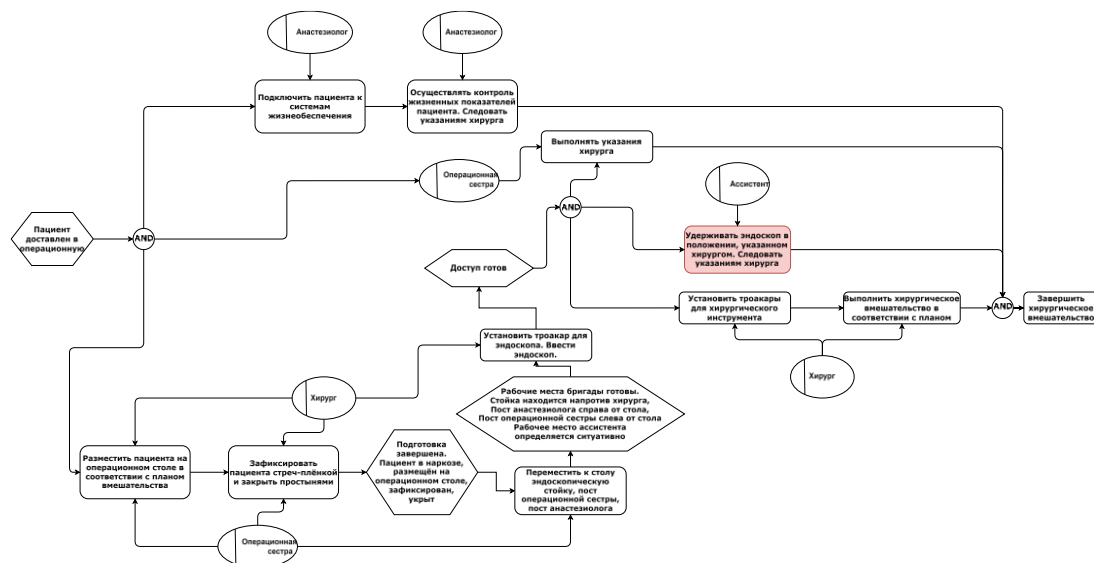 Анастезиолог
Анастезиолог
Подключить пациента к
системам
жизнеобеспечения
Осуществлять контроль
жизненных показателей
пациента. Следовать
указаниям хирурга
Выполнять указания
хирурга
Операционная
сестра
Ассистент
AND
Пациент
доставлен в
операционную
AND
Удерживать эндоскоп в
положении, указанном
хирургом. Следовать
указаниям хирурга
Доступ готов
Установить троакары
для хирургического
инструмента
Выполнить хирургическое
вмешательство в
соответствии с планом
AND
Завершить
хирургическое
вмешательство
Установить троакар для
эндоскопа. Ввести
эндоскоп.
Хирург
Хирург
Рабочие места бригады готовы.
Стойка находится напротив хирурга,
Пост анастезиолога справа от стола,
Пост операционной сестры слева от стола
Рабочее место ассистента
определяется ситуативно
Разместить пациента на
операционном столе в
соответствии с планом
вмешательства
Зафиксировать
пациента стреч-плёнкой
и закрыть простынями
Подготовка
завершена.
Пациент в наркозе,
размещён на
операционном столе,
зафиксирован,
укрыт
Переместить к столу
эндоскопическую
стойку, пост
операционной сестры,
пост анастезиолога
Операционная
сестра